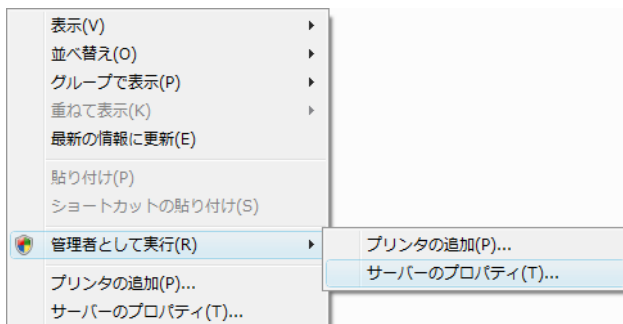 表示(V)
並べ替え(O)
グループで表示(P)
重ねて表示(K)
最新の情報に更新(E)
貼り付け(P)
ショートカットの貼り付け(S)
管理者として実行(R)
プリンタの追加(P)...
サーバーのプロパティ(T)...
プリンタの追加(P)...
サーバーのプロパティ(T)...